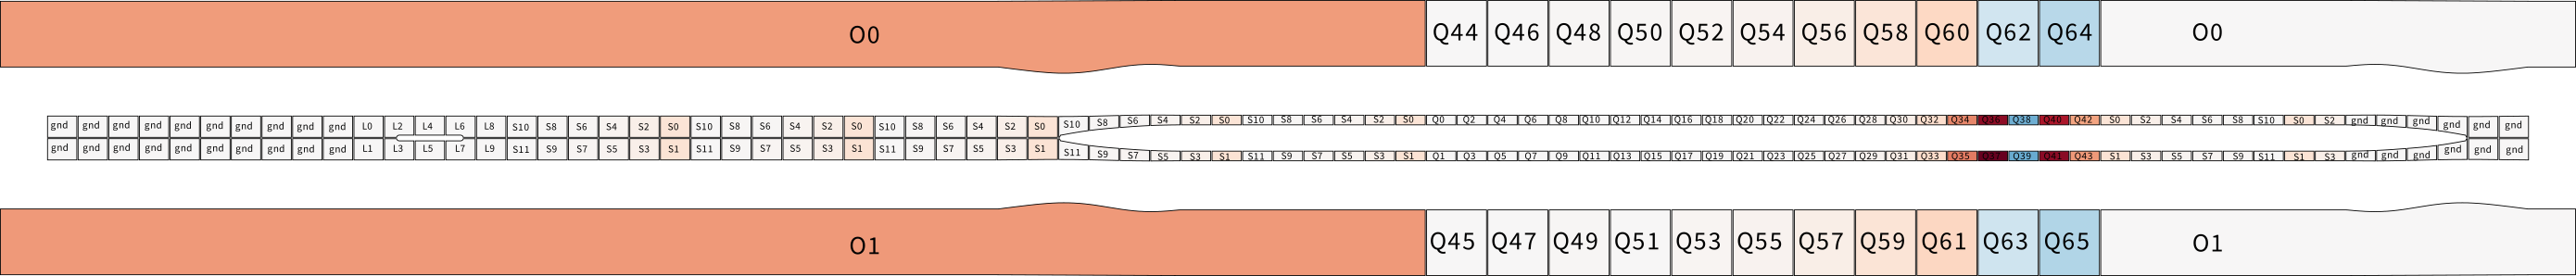 O0 Q44 Q46 Q48 Q50 Q52 Q54 Q56 Q58 Q60 Q62 Q64 O0
gnd gnd gnd gnd gnd gnd gnd gnd gnd gnd L0 L2 L4 L6 L8 S10 S8 S6 S4 S2 S0 S10 S8 S6 S4 S2 S0 S10 S8 S6 S4 S2 S0 S10 S8 S6 S4 S2 S0 S10 S8 S6 S4 S2 S0 Q0 Q2 Q4 Q6 Q8 Q10 Q12 Q14 Q16 Q18 Q20 Q22 Q24 Q26 Q28 Q30 Q32 Q34 Q36 Q38 Q40 Q42 S0 S2 S4 S6 S8 S10 S0 S2 gnd gnd gnd gnd gnd gnd
gnd gnd gnd gnd gnd gnd gnd gnd gnd gnd L1 L3 L5 L7 L9 S11 S9 S7 S5 S3 S1 S11 S9 S7 S5 S3 S1 S11 S9 S7 S5 S3 S1 S11 S9 S7 S5 S3 S1 S11 S9 S7 S5 S3 S1 Q1 Q3 Q5 Q7 Q9 Q11 Q13 Q15 Q17 Q19 Q21 Q23 Q25 Q27 Q29 Q31 Q33 Q35 Q37 Q39 Q41 Q43 S1 S3 S5 S7 S9 S11 S1 S3 gnd gnd gnd gnd gnd gnd
O1 Q45 Q47 Q49 Q51 Q53 Q55 Q57 Q59 Q61 Q63 Q65 O1